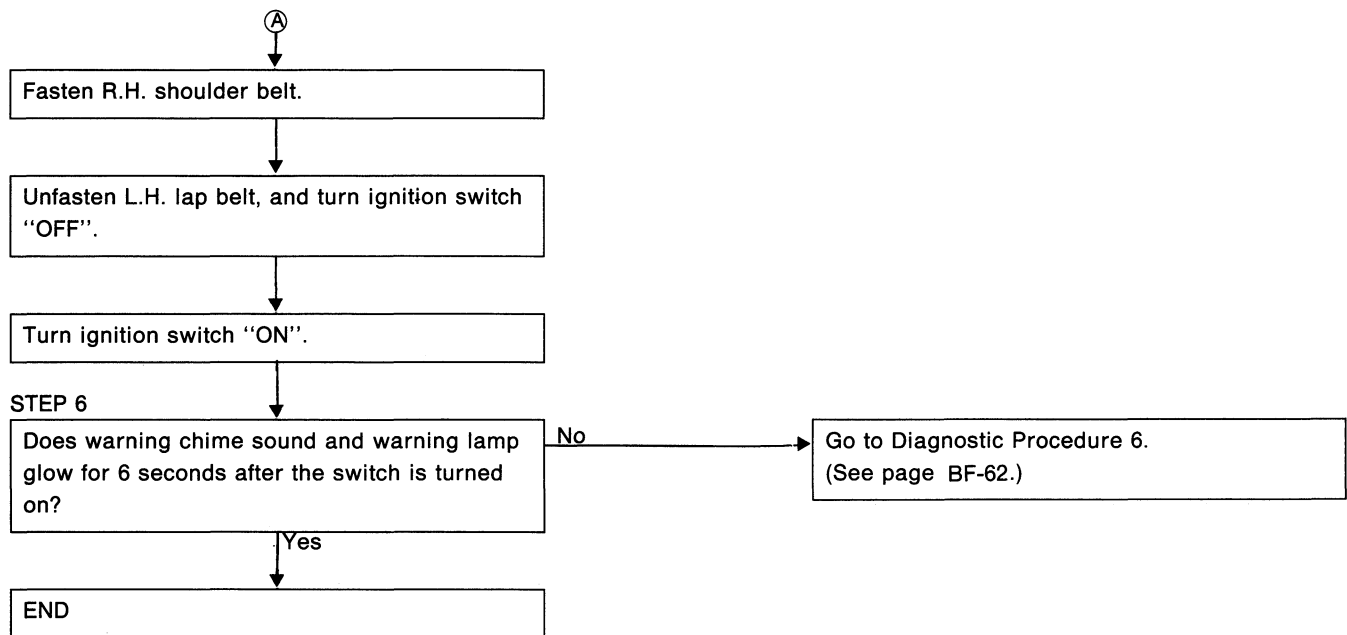 A
Fasten R.H. shoulder belt.
Unfasten L.H. lap belt, and turn ignition switch
‘‘OFF’’.
Turn ignition switch ‘‘ON’’.
STEP 6
Does warning chime sound and warning lamp
glow for 6 seconds after the switch is turned
on?
No
Go to Diagnostic Procedure 6.
(See page BF-62.)
Yes
END